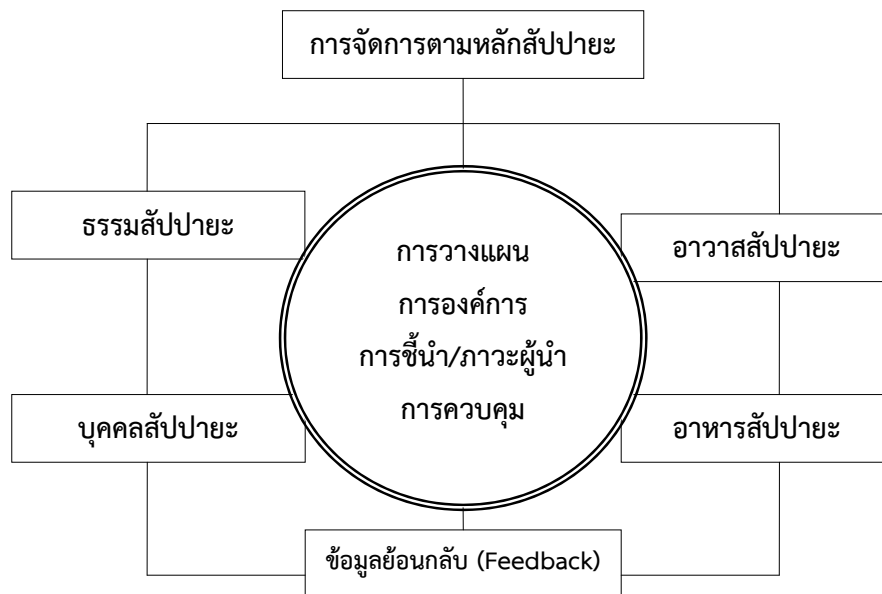 การจัดการตามหลักสัปปายะ
ธรรมสัปปายะ
อาวาสสัปปายะ
การวางแผน
การองค์การ
การชี้นำ/ภาวะผู้นำ
การควบคุม
บุคคลสัปปายะ
อาหารสัปปายะ
ข้อมูลย้อนกลับ (Feedback)